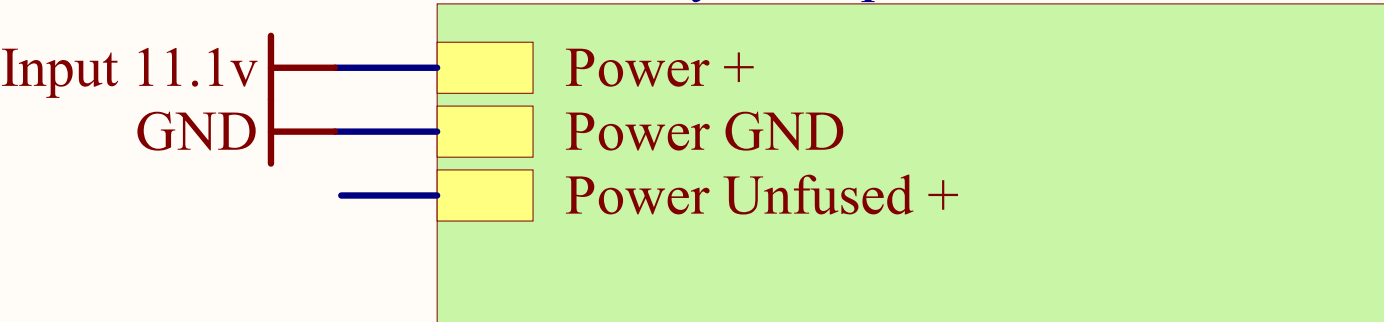 Input 11.1v
GND
Power +
Power GND
Power Unfused +